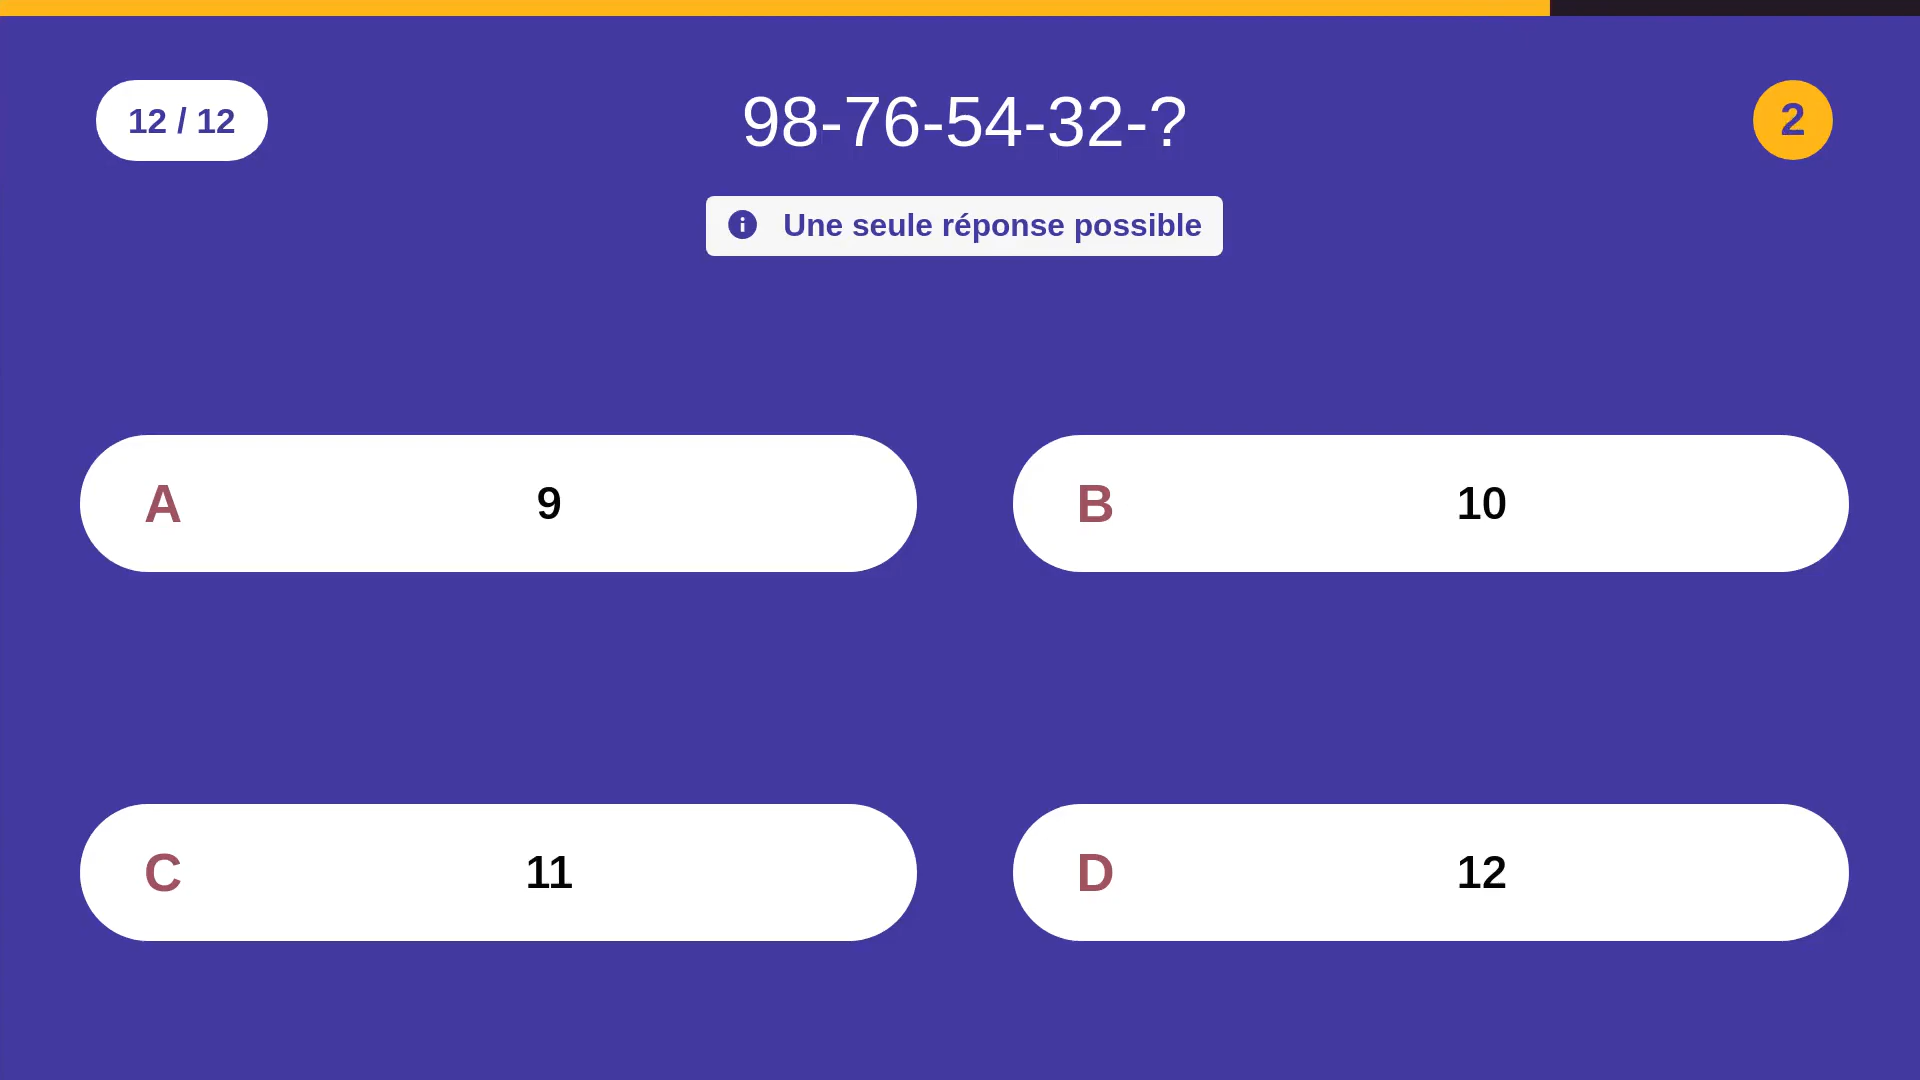 12 / 12
98-76-54-32-?
2
Une seule réponse possible
A 9
B 10
C 11
D 12